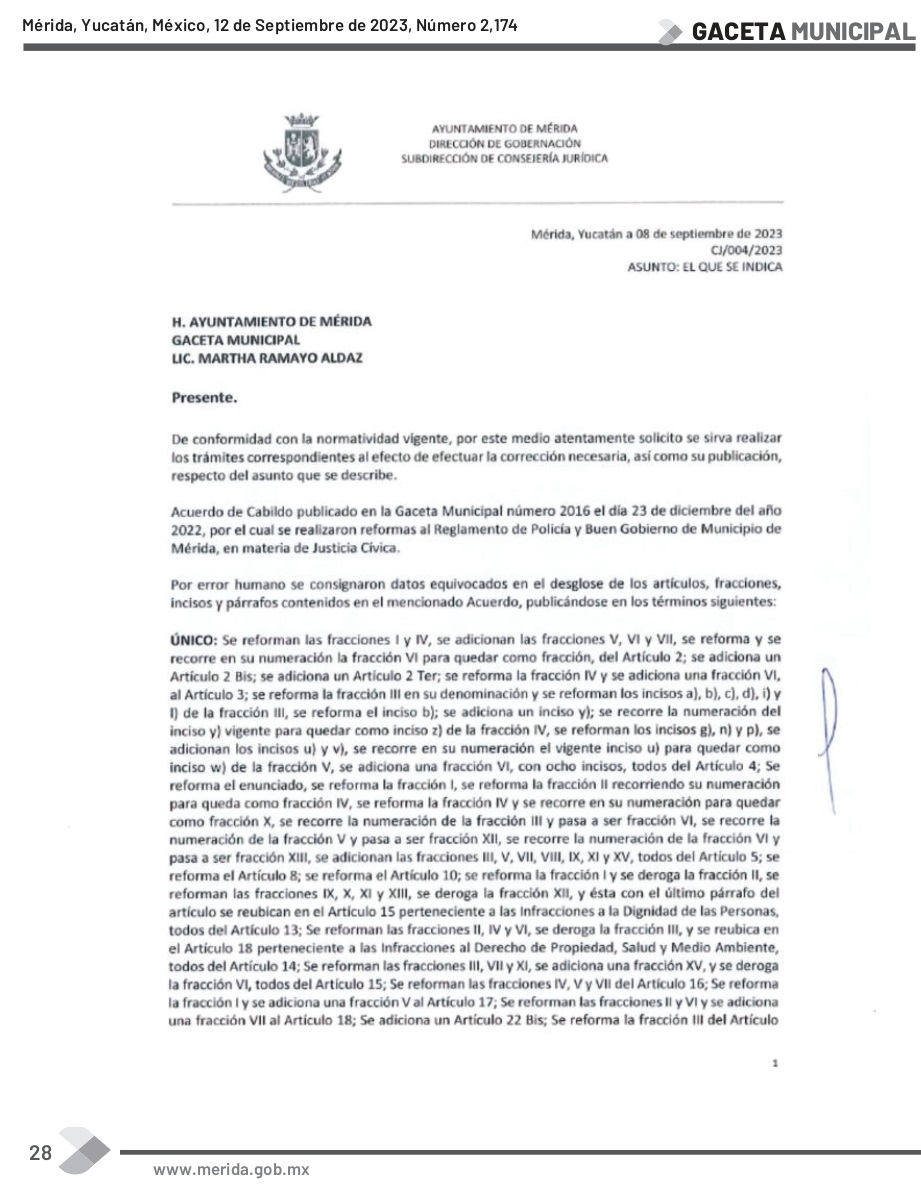 Mérida, Yucatán, México, 12 de Septiembre de 2023, Número 2,174
GACETA MUNICIPAL
AYUNTAMIENTO DE MÉRIDA
DIRECCIÓN DE GOBERNACIÓN
SUBDIRECCIÓN DE CONSEJERÍA JURÍDICA
Mérida, Yucatán a 08 de septiembre de 2023
CJ/004/2023
ASUNTO: EL QUE SE INDICA
H. AYUNTAMIENTO DE MÉRIDA
GACETA MUNICIPAL
LIC. MARTHA RAMAYO ALDAZ
Presente.
De conformidad con la normatividad vigente, por este medio atentamente solicito se sirva realizar
los trámites correspondientes al efecto de efectuar la corrección necesaria, así como su publicación,
respecto del asunto que se describe.
Acuerdo de Cabildo publicado en la Gaceta Municipal número 2016 el día 23 de diciembre del año
2022, por el cual se realizaron reformas al Reglamento de Policía y Buen Gobierno de Municipio de
Mérida, en materia de Justicia Cívica.
Por error humano se consignaron datos equivocados en el desglose de los artículos, fracciones,
incisos y párrafos contenidos en el mencionado Acuerdo, publicándose en los términos siguientes:
ÚNICO: Se reforman las fracciones I y IV, se adicionan las fracciones V, VI y VII, se reforma y se
recorre en su numeración la fracción VI para quedar como fracción, del Artículo 2; se adiciona un
Artículo 2 Bis; se adiciona un Artículo 2 Ter; se reforma la fracción IV y se adiciona una fracción VI,
al Artículo 3; se reforma la fracción III en su denominación y se reforman los incisos a), b), c), d), i) y
l) de la fracción III, se reforma el inciso b); se adiciona un inciso y); se recorre la numeración del
inciso y) vigente para quedar como inciso z) de la fracción IV, se reforman los incisos g), n) y p), se
adicionan los incisos u) y v), se recorre en su numeración el vigente inciso u) para quedar como
inciso w) de la fracción V, se adiciona una fracción VI, con ocho incisos, todos del Artículo 4; Se
reforma el enunciado, se reforma la fracción I, se reforma la fracción II recorriendo su numeración
para queda como fracción IV, se reforma la fracción IV y se recorre en su numeración para quedar
como fracción X, se recorre la numeración de la fracción III y pasa a ser fracción VI, se recorre la
numeración de la fracción V y pasa a ser fracción XII, se recorre la numeración de la fracción VI y
pasa a ser fracción XIII, se adicionan las fracciones III, V, VII, VIII, IX, XI y XV, todos del Artículo 5; se
reforma el Artículo 8; se reforma el Artículo 10; se reforma la fracción I y se deroga la fracción II, se
reforman las fracciones IX, X, XI y XIII, se deroga la fracción XII, y ésta con el último párrafo del
artículo se reubican en el Artículo 15 perteneciente a las Infracciones a la Dignidad de las Personas,
todos del Artículo 13; Se reforman las fracciones II, IV y VI, se deroga la fracción III, y se reubica en
el Artículo 18 perteneciente a las Infracciones al Derecho de Propiedad, Salud y Medio Ambiente,
todos del Artículo 14; Se reforman las fracciones III, VII y XI, se adiciona una fracción XV, y se deroga
la fracción VI, todos del Artículo 15; Se reforman las fracciones IV, V y VII del Artículo 16; Se reforma
la fracción I y se adiciona una fracción V al Artículo 17; Se reforman las fracciones II y VI y se adiciona
una fracción VII al Artículo 18; Se adiciona un Artículo 22 Bis; Se reforma la fracción III del Artículo
1
28
www.merida.gob.mx